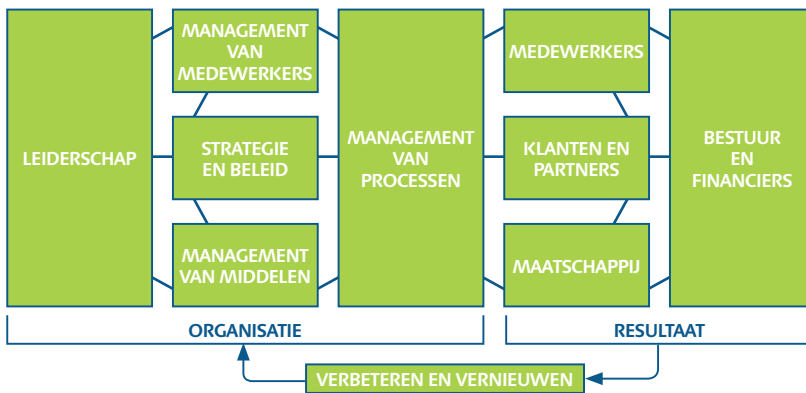 LEIDERSCHAP
MANAGEMENT
VAN
MEDEWERKERS
STRATEGIE
EN BELEID
MANAGEMENT
VAN MIDDELEN
MANAGEMENT
VAN
PROCESSEN
MEDEWERKERS
KLANTEN EN
PARTNERS
MAATSCHAPPIJ
BESTUUR
EN
FINANCIERS
ORGANISATIE
RESULTAAT
VERBETEREN EN VERNIEUWEN